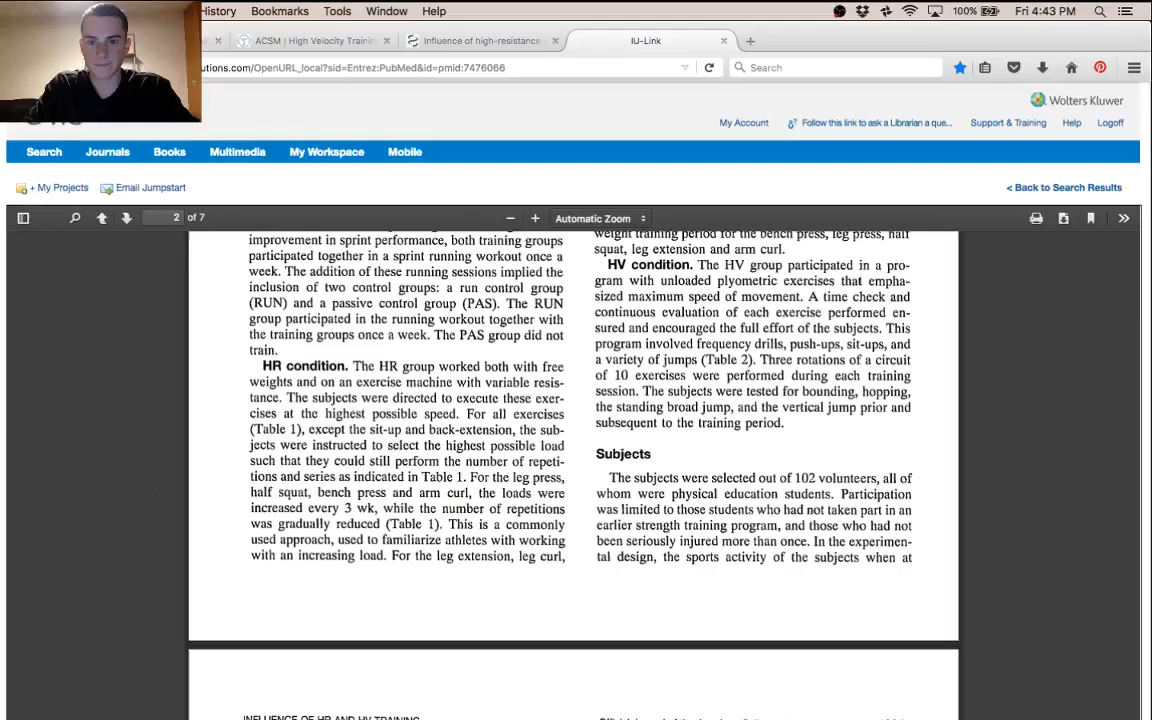 History Bookmarks Tools Window Help 100% Fri 4:43 PM
ACSM | High Velocity Trainin Influence of high-resistance IU-Link
utions.com/OpenURL_local?sid=Entrez:PubMed&id=pmid:7476066 Search
Wolters Kluwer
My Account Follow this link to ask a Librarian a que... Support & Training Help Logoff
Search Journals Books Multimedia My Workspace Mobile
+ My Projects Email Jumpstart < Back to Search Results
2 of 7 Automatic Zoom
improvement in sprint performance, both training groups
participated together in a sprint running workout once a
week. The addition of these running sessions implied the
inclusion of two control groups: a run control group
(RUN) and a passive control group (PAS). The RUN
group participated in the running workout together with
the training groups once a week. The PAS group did not
train.
HR condition. The HR group worked both with free
weights and on an exercise machine with variable resis-
tance. The subjects were directed to execute these exer-
cises at the highest possible speed. For all exercises
(Table 1), except the sit-up and back-extension, the sub-
jects were instructed to select the highest possible load
such that they could still perform the number of repeti-
tions and series as indicated in Table 1. For the leg press,
half squat, bench press and arm curl, the loads were
increased every 3 wk, while the number of repetitions
was gradually reduced (Table 1). This is a commonly
used approach, used to familiarize athletes with working
with an increasing load. For the leg extension, leg curl,
weight training period for the bench press, leg press, half
squat, leg extension and arm curl.
HV condition. The HV group participated in a pro-
gram with unloaded plyometric exercises that empha-
sized maximum speed of movement. A time check and
continuous evaluation of each exercise performed en-
sured and encouraged the full effort of the subjects. This
program involved frequency drills, push-ups, sit-ups, and
a variety of jumps (Table 2). Three rotations of a circuit
of 10 exercises were performed during each training
session. The subjects were tested for bounding, hopping,
the standing broad jump, and the vertical jump prior and
subsequent to the training period.
Subjects
The subjects were selected out of 102 volunteers, all of
whom were physical education students. Participation
was limited to those students who had not taken part in an
earlier strength training program, and those who had not
been seriously injured more than once. In the experimen-
tal design, the sports activity of the subjects when at
INFLUENCE OF HR AND HV TRAINING